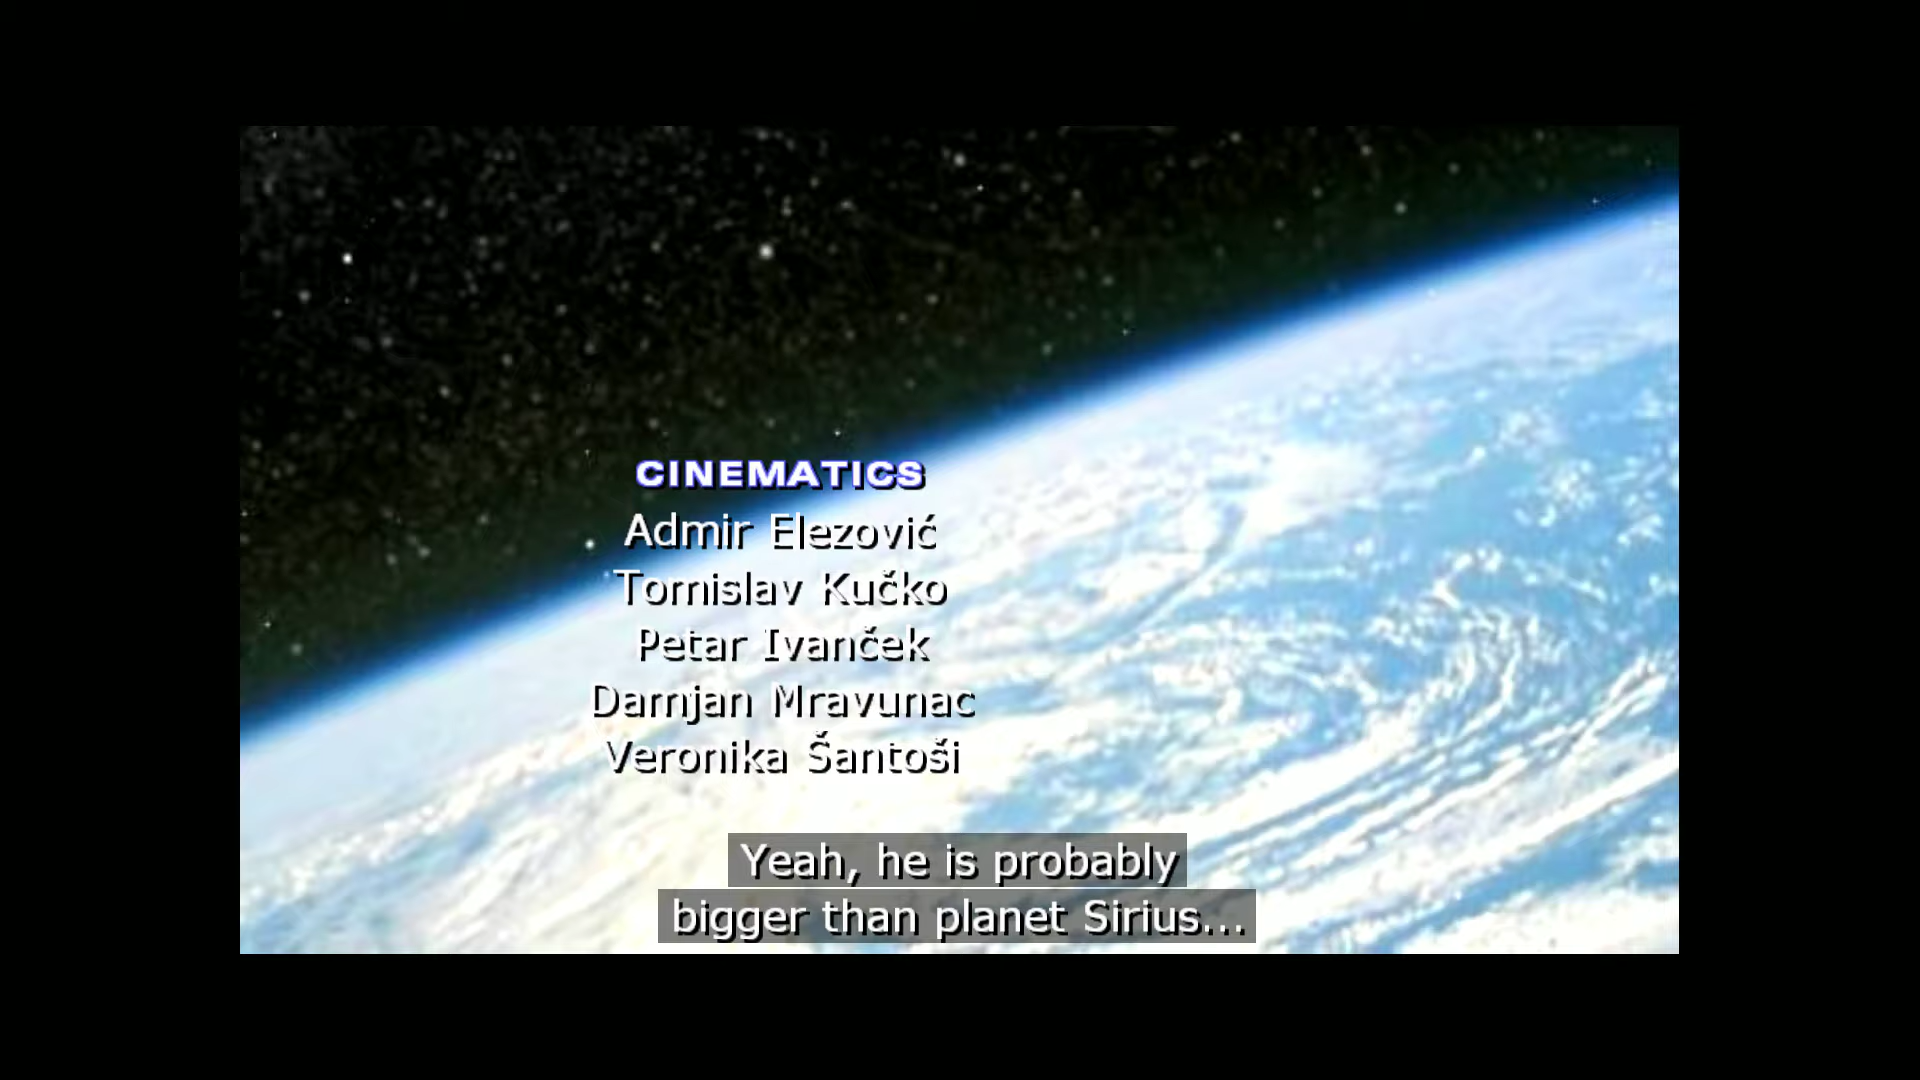 CINEMATICS
Admir Elezović
Tomislav Kučko
Petar Ivanček
Damjan Mravunac
Veronika Šantoši
Yeah, he is probably
bigger than planet Sirius...